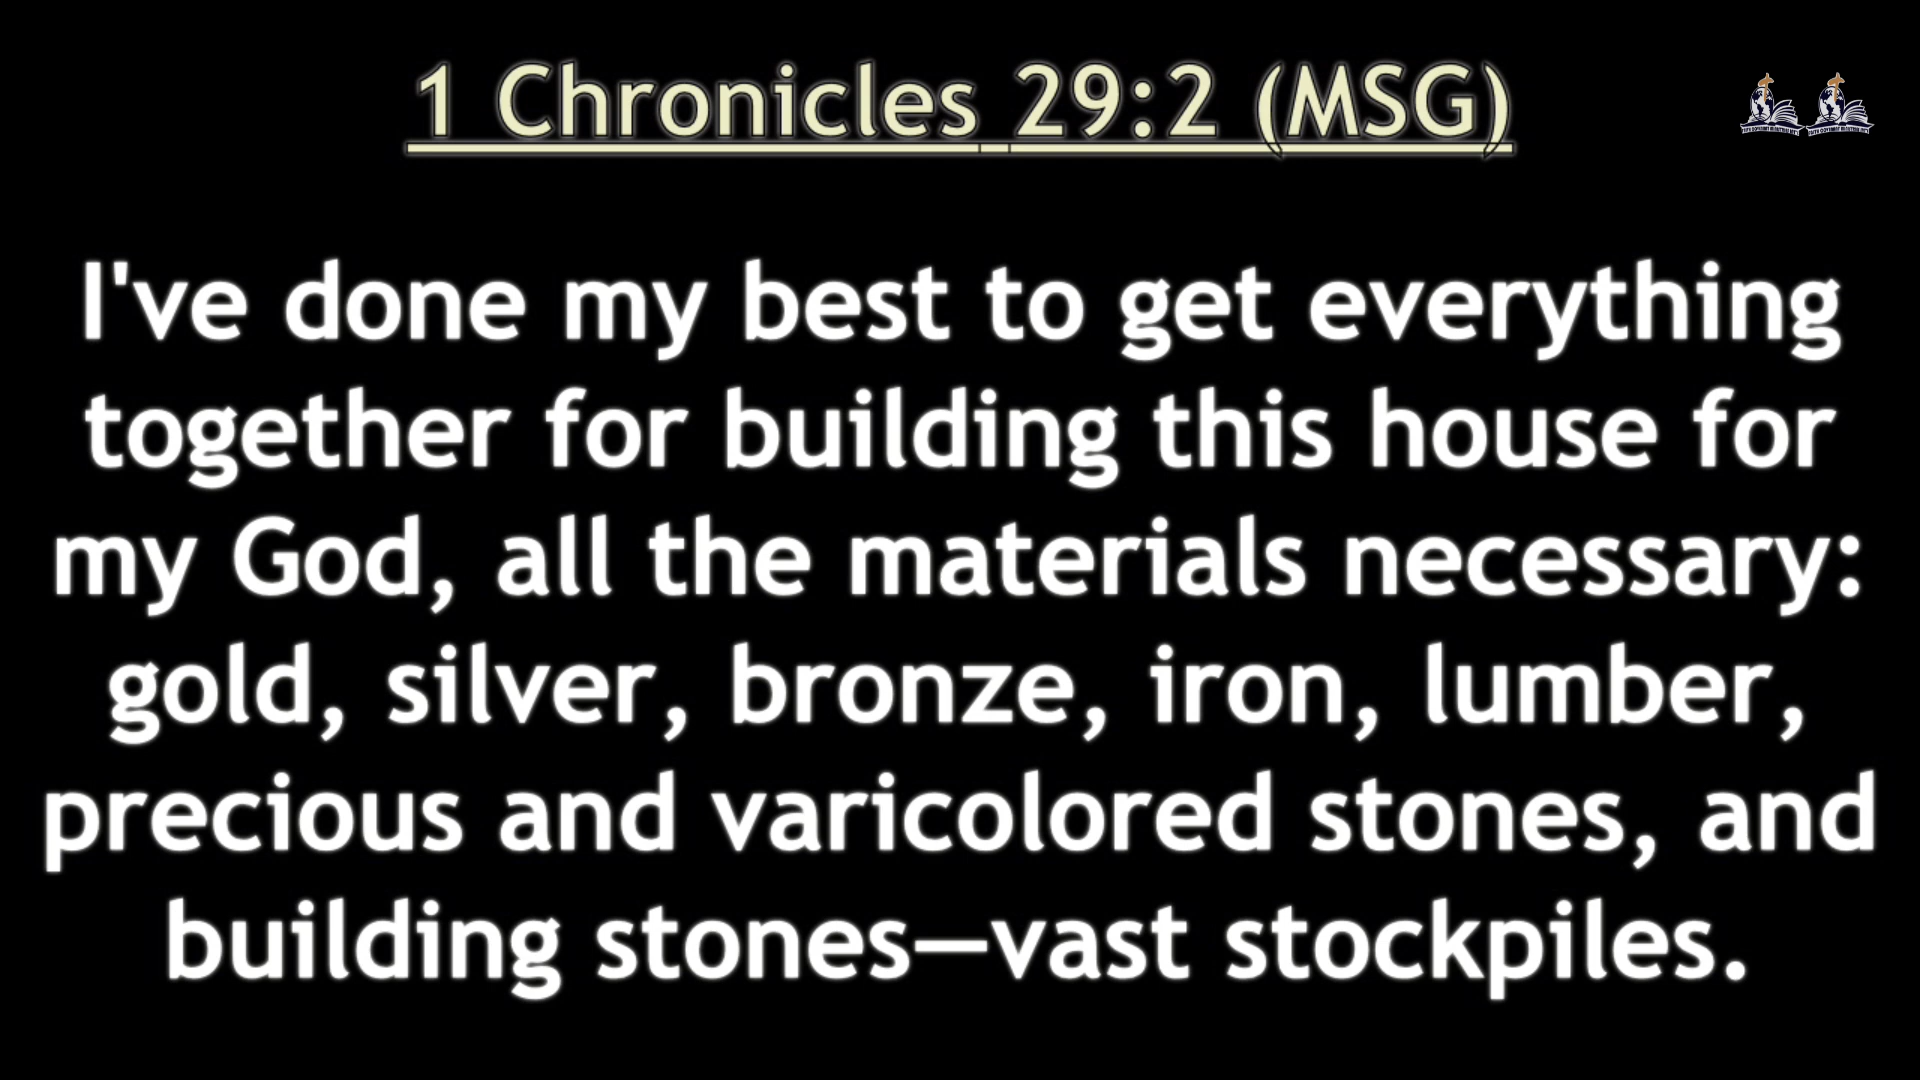 1 Chronicles 29:2 (MSG)
I've done my best to get everything
together for building this house for
my God, all the materials necessary:
gold, silver, bronze, iron, lumber,
precious and varicolored stones, and
building stones—vast stockpiles.